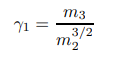 γ₁ = m₃ / m₂^{3/2}